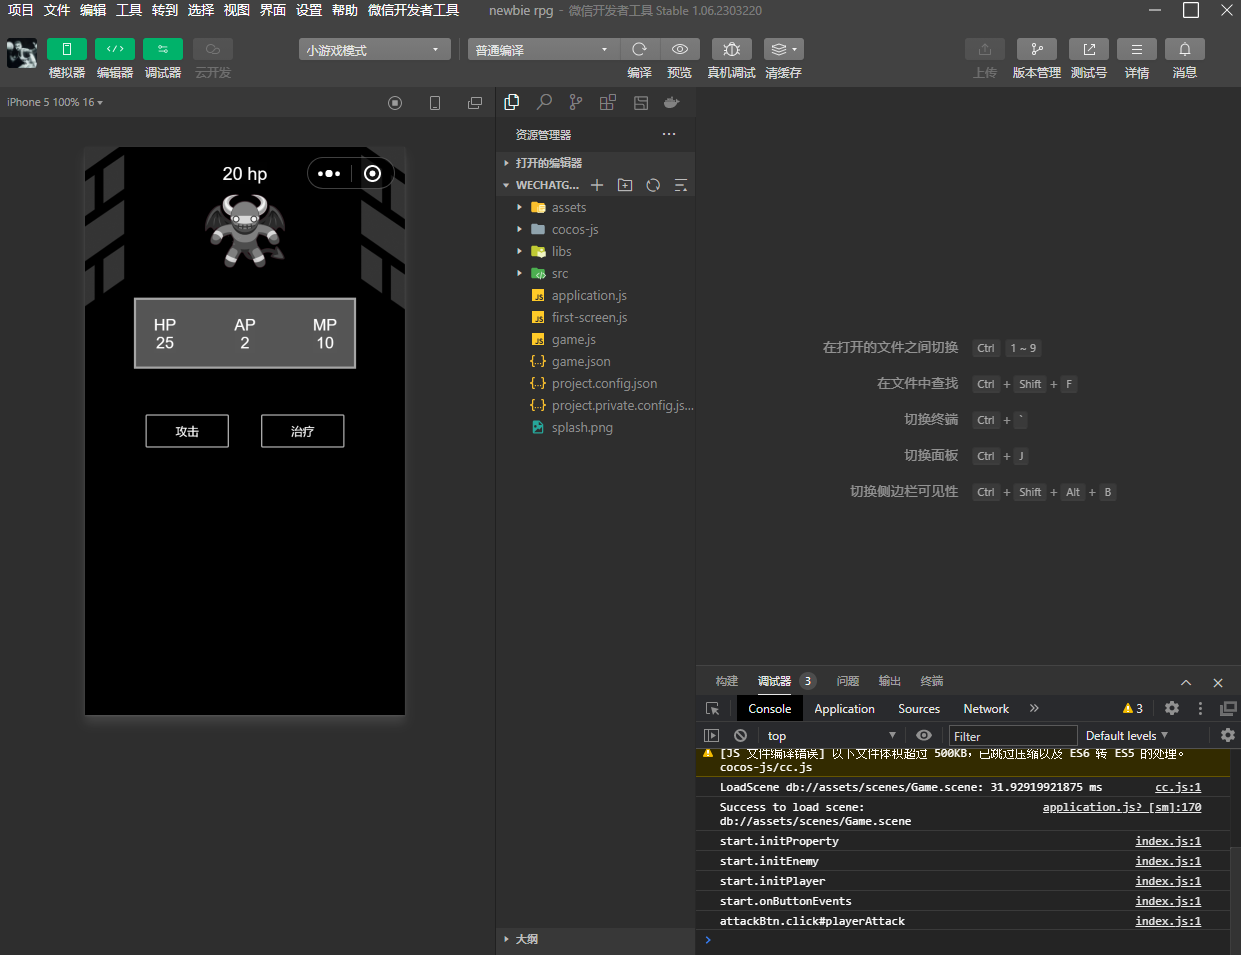 项目 文件 编辑 工具 转到 选择 视图 界面 设置 帮助 微信开发者工具 newbie rpg - 微信开发者工具 Stable 1.06.2303220
模拟器 编辑器 调试器 云开发
小游戏模式
普通编译
编译 预览 真机调试 清缓存
上传 版本管理 测试号 详情 消息
iPhone 5 100% 16
20 hp
HP AP MP
25 2 10
攻击 治疗
资源管理器
打开的编辑器
WECHATG...
assets
cocos-js
libs
src
application.js
first-screen.js
game.js
game.json
project.config.json
project.private.config.js...
splash.png
大纲
在打开的文件之间切换 Ctrl 1 ~ 9
在文件中查找 Ctrl + Shift + F
切换终端 Ctrl + `
切换面板 Ctrl + J
切换侧边栏可见性 Ctrl + Shift + Alt + B
构建 调试器 3 问题 输出 终端
Console Application Sources Network » 3
top Filter Default levels
[JS 文件编译错误] 以下文件体积超过 500KB，已跳过压缩以及 ES6 转 ES5 的处理。
cocos-js/cc.js
LoadScene db://assets/scenes/Game.scene: 31.92919921875 ms cc.js:1
Success to load scene: application.js? [sm]:170
db://assets/scenes/Game.scene
start.initProperty index.js:1
start.initEnemy index.js:1
start.initPlayer index.js:1
start.onButtonEvents index.js:1
attackBtn.click#playerAttack index.js:1